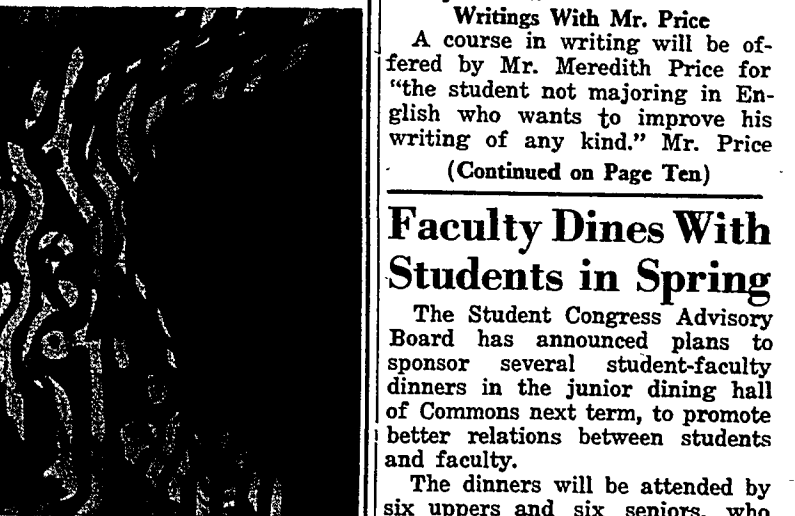 Writings With Mr. Price
A course in writing will be of-
fered by Mr. Meredith Price for
"the student not majoring in En-
glish who wants to improve his
writing of any kind." Mr. Price
(Continued on Page Ten)
Faculty Dines With
Students in Spring
The Student Congress Advisory
Board has announced plans to
sponsor several student-faculty
dinners in the junior dining hall
of Commons next term, to promote
better relations between students
and faculty.
The dinners will be attended by
six uppers and six seniors, who